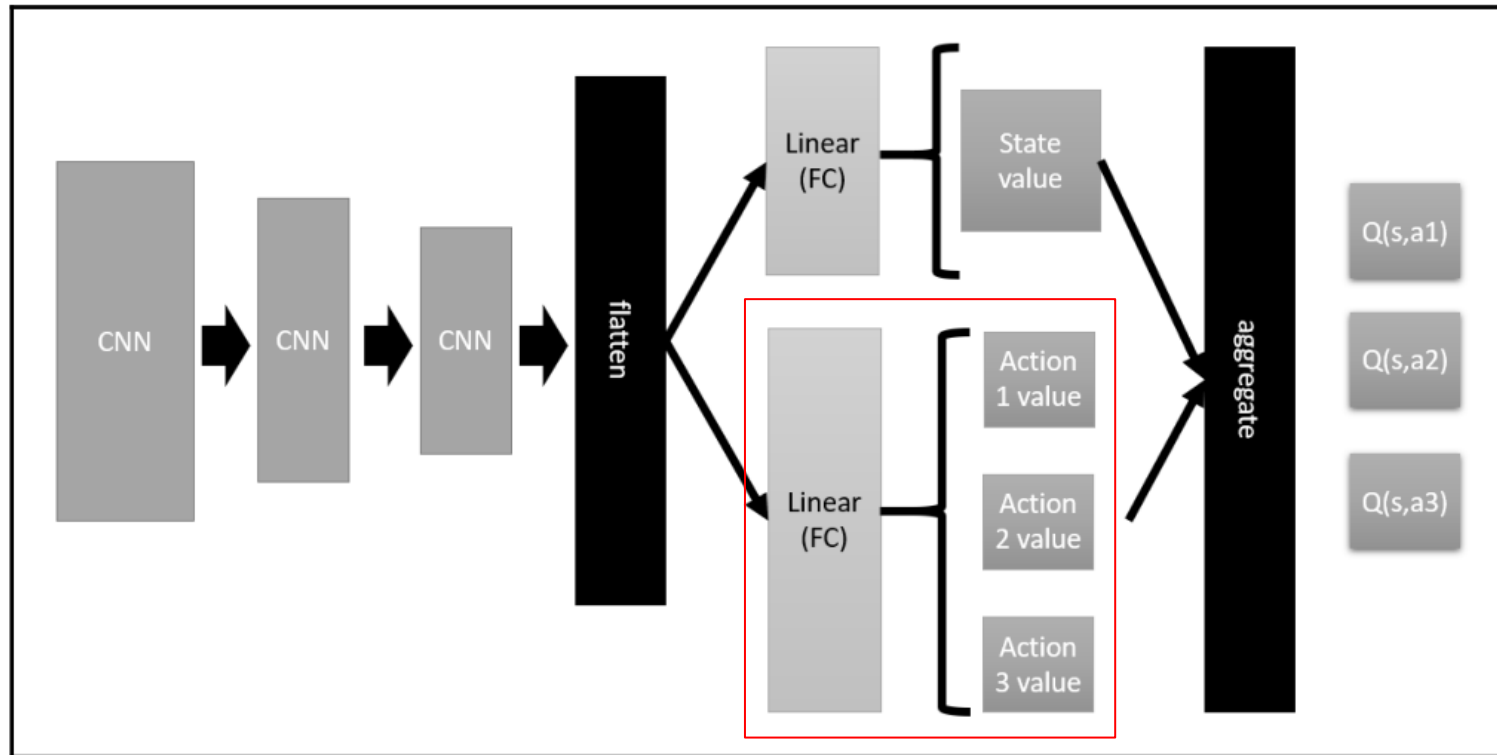 CNN
CNN
CNN
flatten
Linear
(FC)
State
value
Linear
(FC)
Action
1 value
Action
2 value
Action
3 value
aggregate
Q(s,a1)
Q(s,a2)
Q(s,a3)